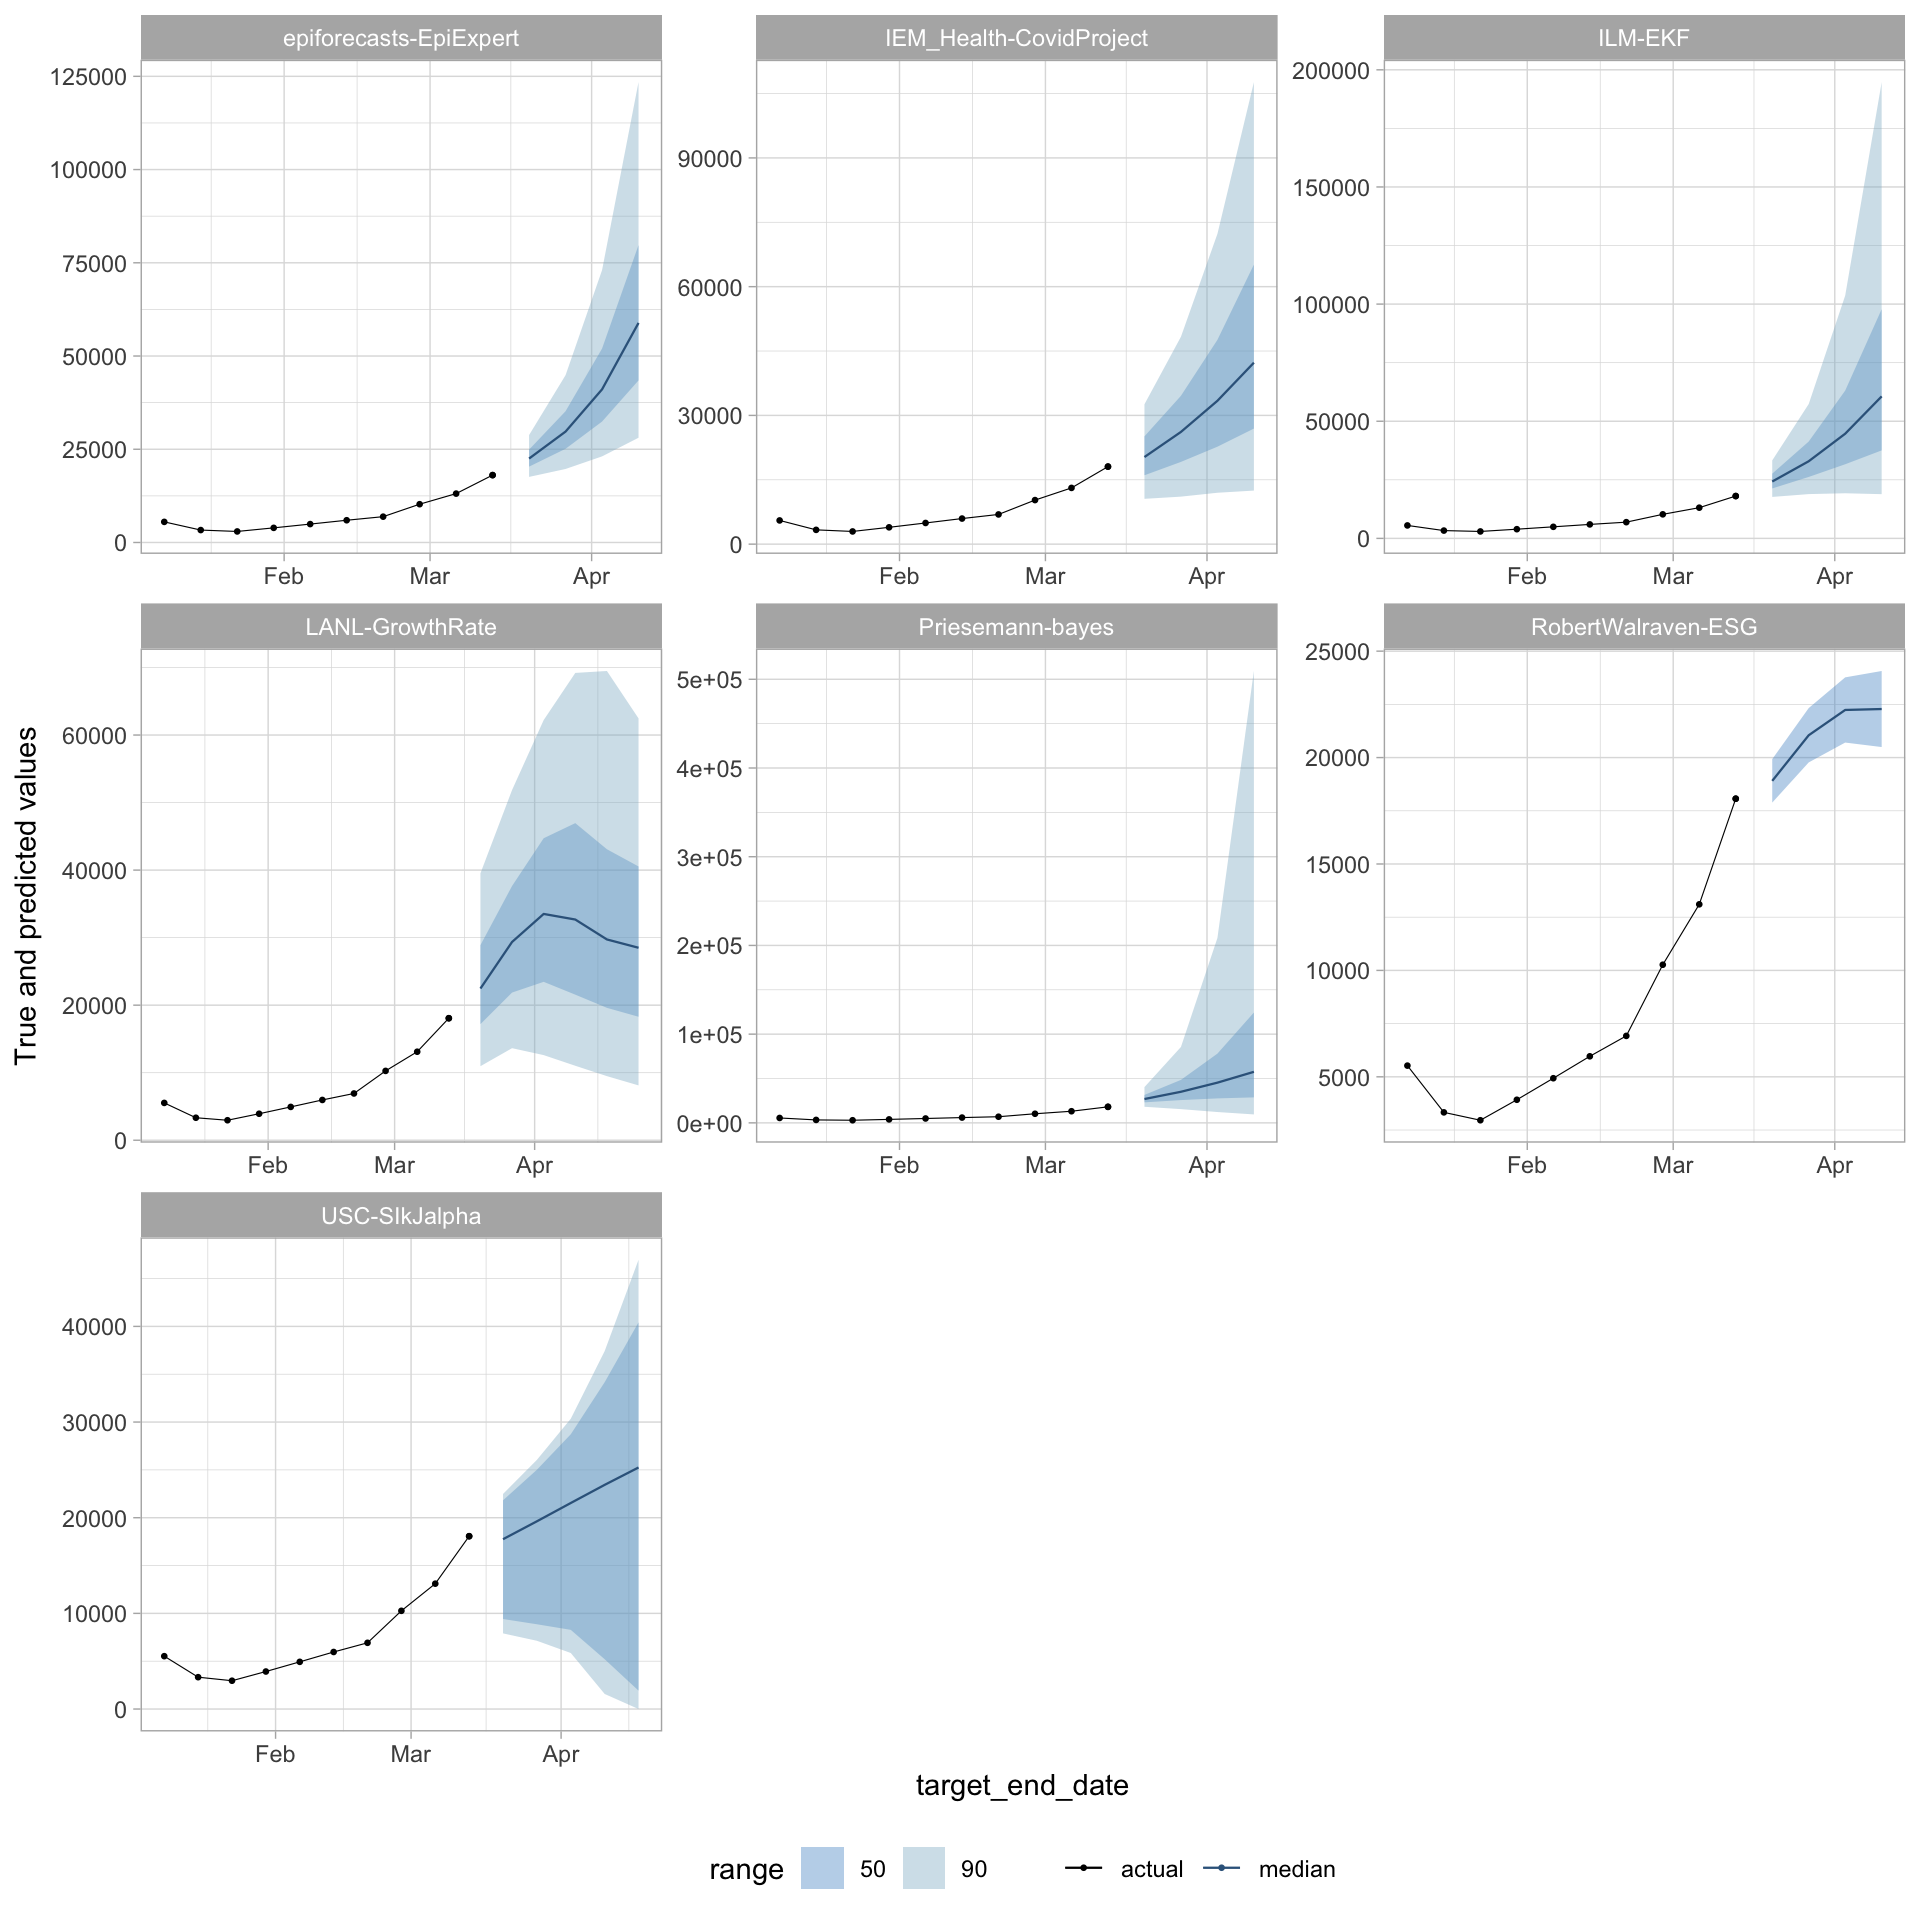 epiforecasts-EpiExpert
IEM_Health-CovidProject
ILM-EKF
125000
100000
75000
50000
25000
0
Feb Mar Apr
90000
60000
30000
0
Feb Mar Apr
200000
150000
100000
50000
0
Feb Mar Apr
True and predicted values
LANL-GrowthRate
Priesemann-bayes
RobertWalraven-ESG
60000
40000
20000
0
Feb Mar Apr
5e+05
4e+05
3e+05
2e+05
1e+05
0e+00
Feb Mar Apr
25000
20000
15000
10000
5000
Feb Mar Apr
USC-SIkJalpha
40000
30000
20000
10000
0
Feb Mar Apr
target_end_date
range 50 90 actual median